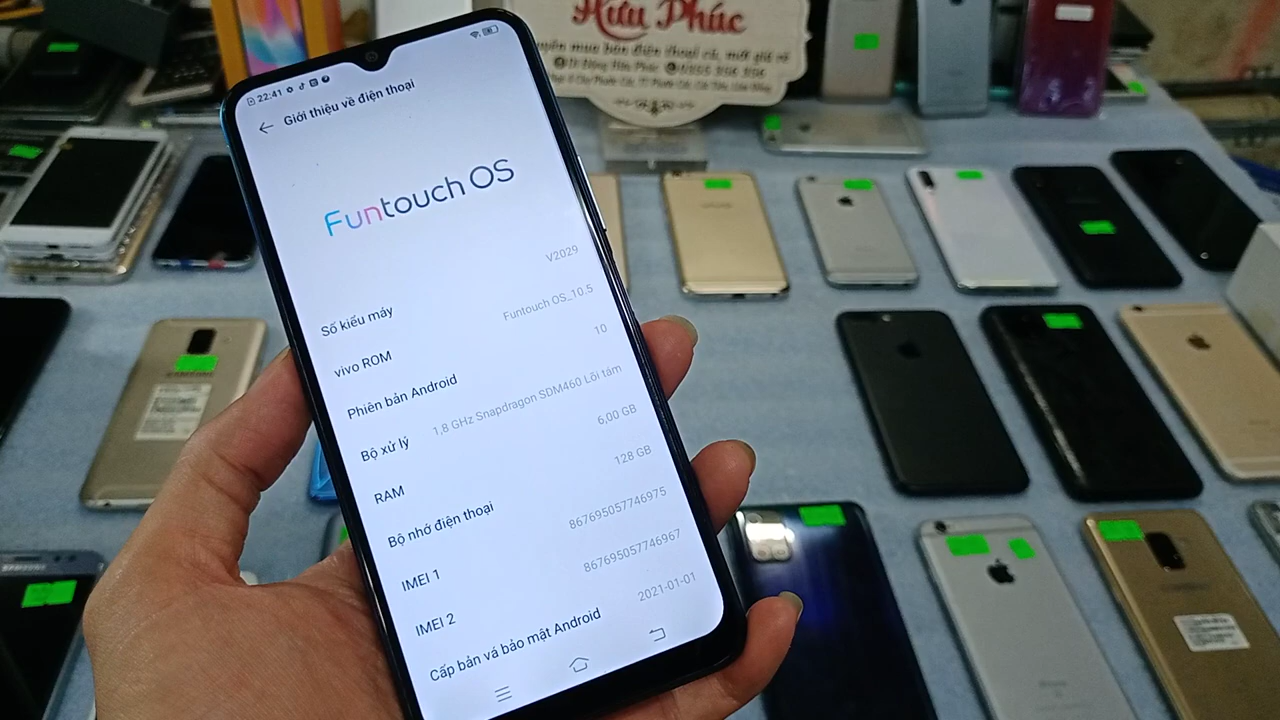 Hưu Phúc
22:41
Giới thiệu về điện thoại
Funtouch OS
Số kiểu máy V2029
vivo ROM Funtouch OS_10.5
Phiên bản Android 10
Bộ xử lý 1,8 GHz Snapdragon SDM460 Lõi tám
RAM 6,00 GB
Bộ nhớ điện thoại 128 GB
IMEI 1 867695057746975
IMEI 2 867695057746967
Cấp bản vá bảo mật Android 2021-01-01
SAMSUNG